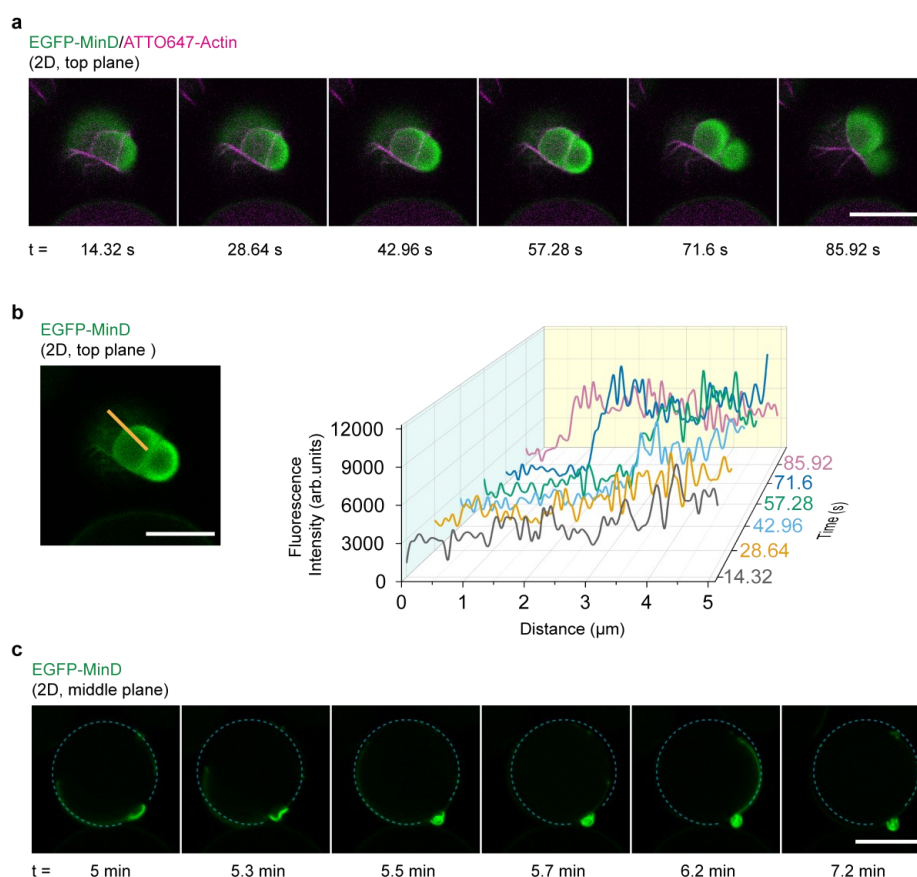 a
EGFP-MinD/ATTO647-Actin
(2D, top plane)
t = 14.32 s 28.64 s 42.96 s 57.28 s 71.6 s 85.92 s
b
EGFP-MinD
(2D, top plane )
Fluorescence
Intensity (arb.units)
12000
9000
6000
3000
0
0 1 2 3 4 5
Distance (µm)
85.92
71.6
57.28
42.96
28.64
14.32
Time (s)
c
EGFP-MinD
(2D, middle plane)
t = 5 min 5.3 min 5.5 min 5.7 min 6.2 min 7.2 min